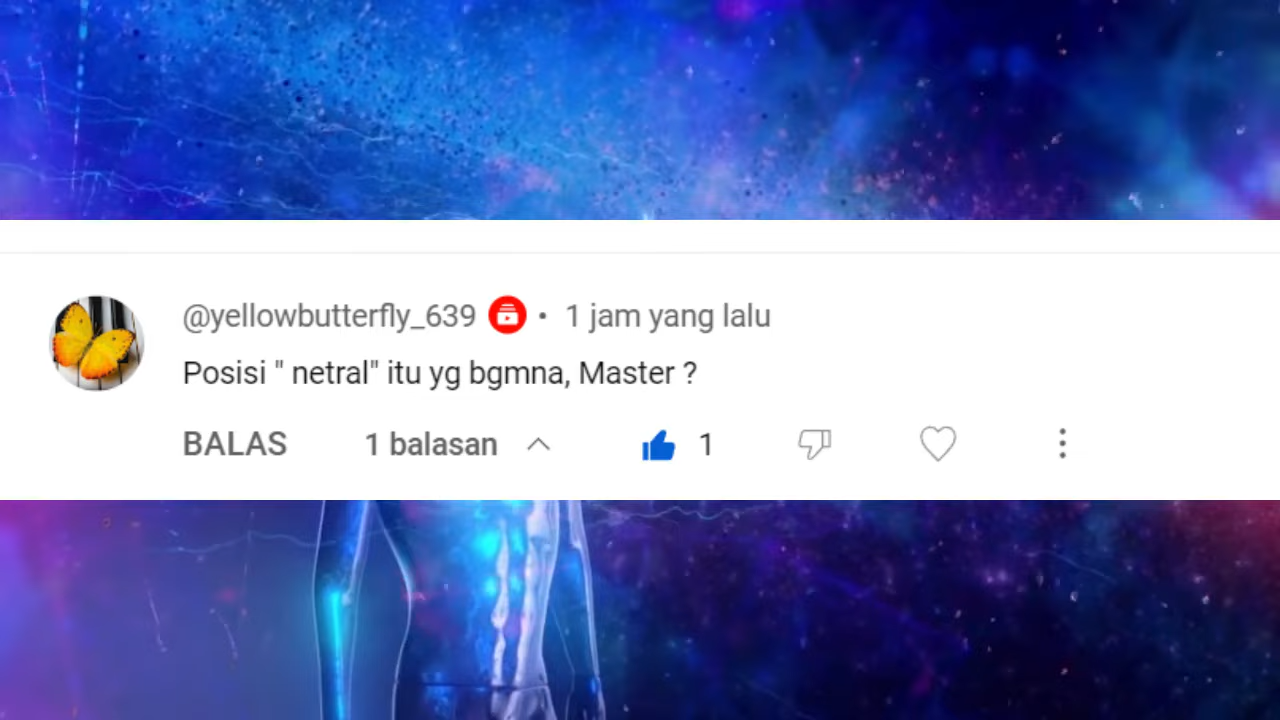 @yellowbutterfly_639 • 1 jam yang lalu
Posisi " netral" itu yg bgmna, Master ?
BALAS 1 balasan 1